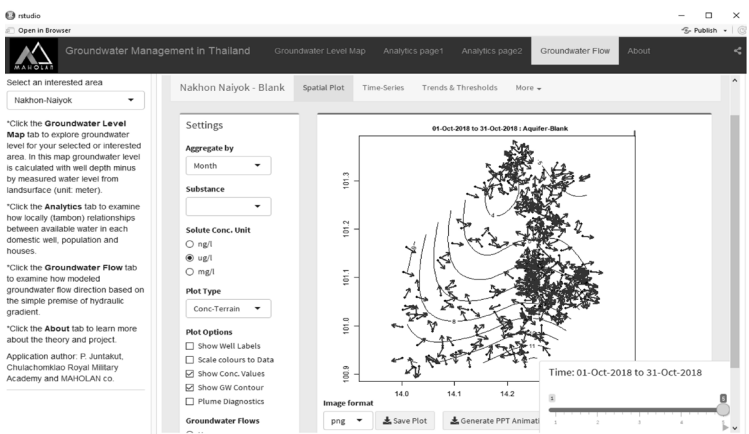 rstudio
Open in Browser
Publish
MAHOLAN
Groundwater Management in Thailand
Groundwater Level Map
Analytics page1
Analytics page2
Groundwater Flow
About
Select an interested area
Nakhon-Naiyok
*Click the Groundwater Level
Map tab to explore groundwater
level for your selected or interested
area. In this map groundwater level
is calculated with well depth minus
by measured water level from
landsurface (unit: meter).
*Click the Analytics tab to examine
how locally (tambon) relationships
between available water in each
domestic well, population and
houses.
*Click the Groundwater Flow tab
to examine how modeled
groundwater flow direction based on
the simple premise of hydraulic
gradient.
*Click the About tab to learn more
about the theory and project.
Application author: P. Juntakut,
Chulachomklao Royal Military
Academy and MAHOLAN co.
Nakhon Naiyok - Blank
Spatial Plot
Time-Series
Trends & Thresholds
More
Settings
Aggregate by
Month
Substance
Solute Conc. Unit
ng/l
ug/l
mg/l
Plot Type
Conc-Terrain
Plot Options
Show Well Labels
Scale colours to Data
Show Conc. Values
Show GW Contour
Plume Diagnostics
Groundwater Flows
01-Oct-2018 to 31-Oct-2018 : Aquifer-Blank
101.3
101.2
101.1
101.0
100.9
4
8
11
14.0
14.1
14.2
Image format
png
Save Plot
Generate PPT Animati
Time: 01-Oct-2018 to 31-Oct-2018
1
5
1
2
3
4